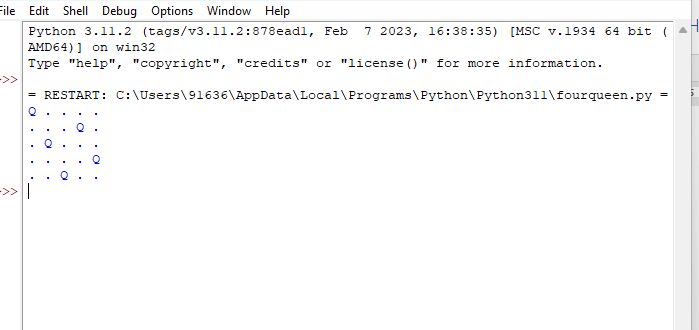 File Edit Shell Debug Options Window Help
Python 3.11.2 (tags/v3.11.2:878ead1, Feb  7 2023, 16:38:35) [MSC v.1934 64 bit (
AMD64)] on win32
Type "help", "copyright", "credits" or "license()" for more information.
>>>
= RESTART: C:\Users\91636\AppData\Local\Programs\Python\Python311\fourqueen.py =
Q . . . .
. . . Q .
. Q . . .
. . . . Q
. . Q . .
>>>